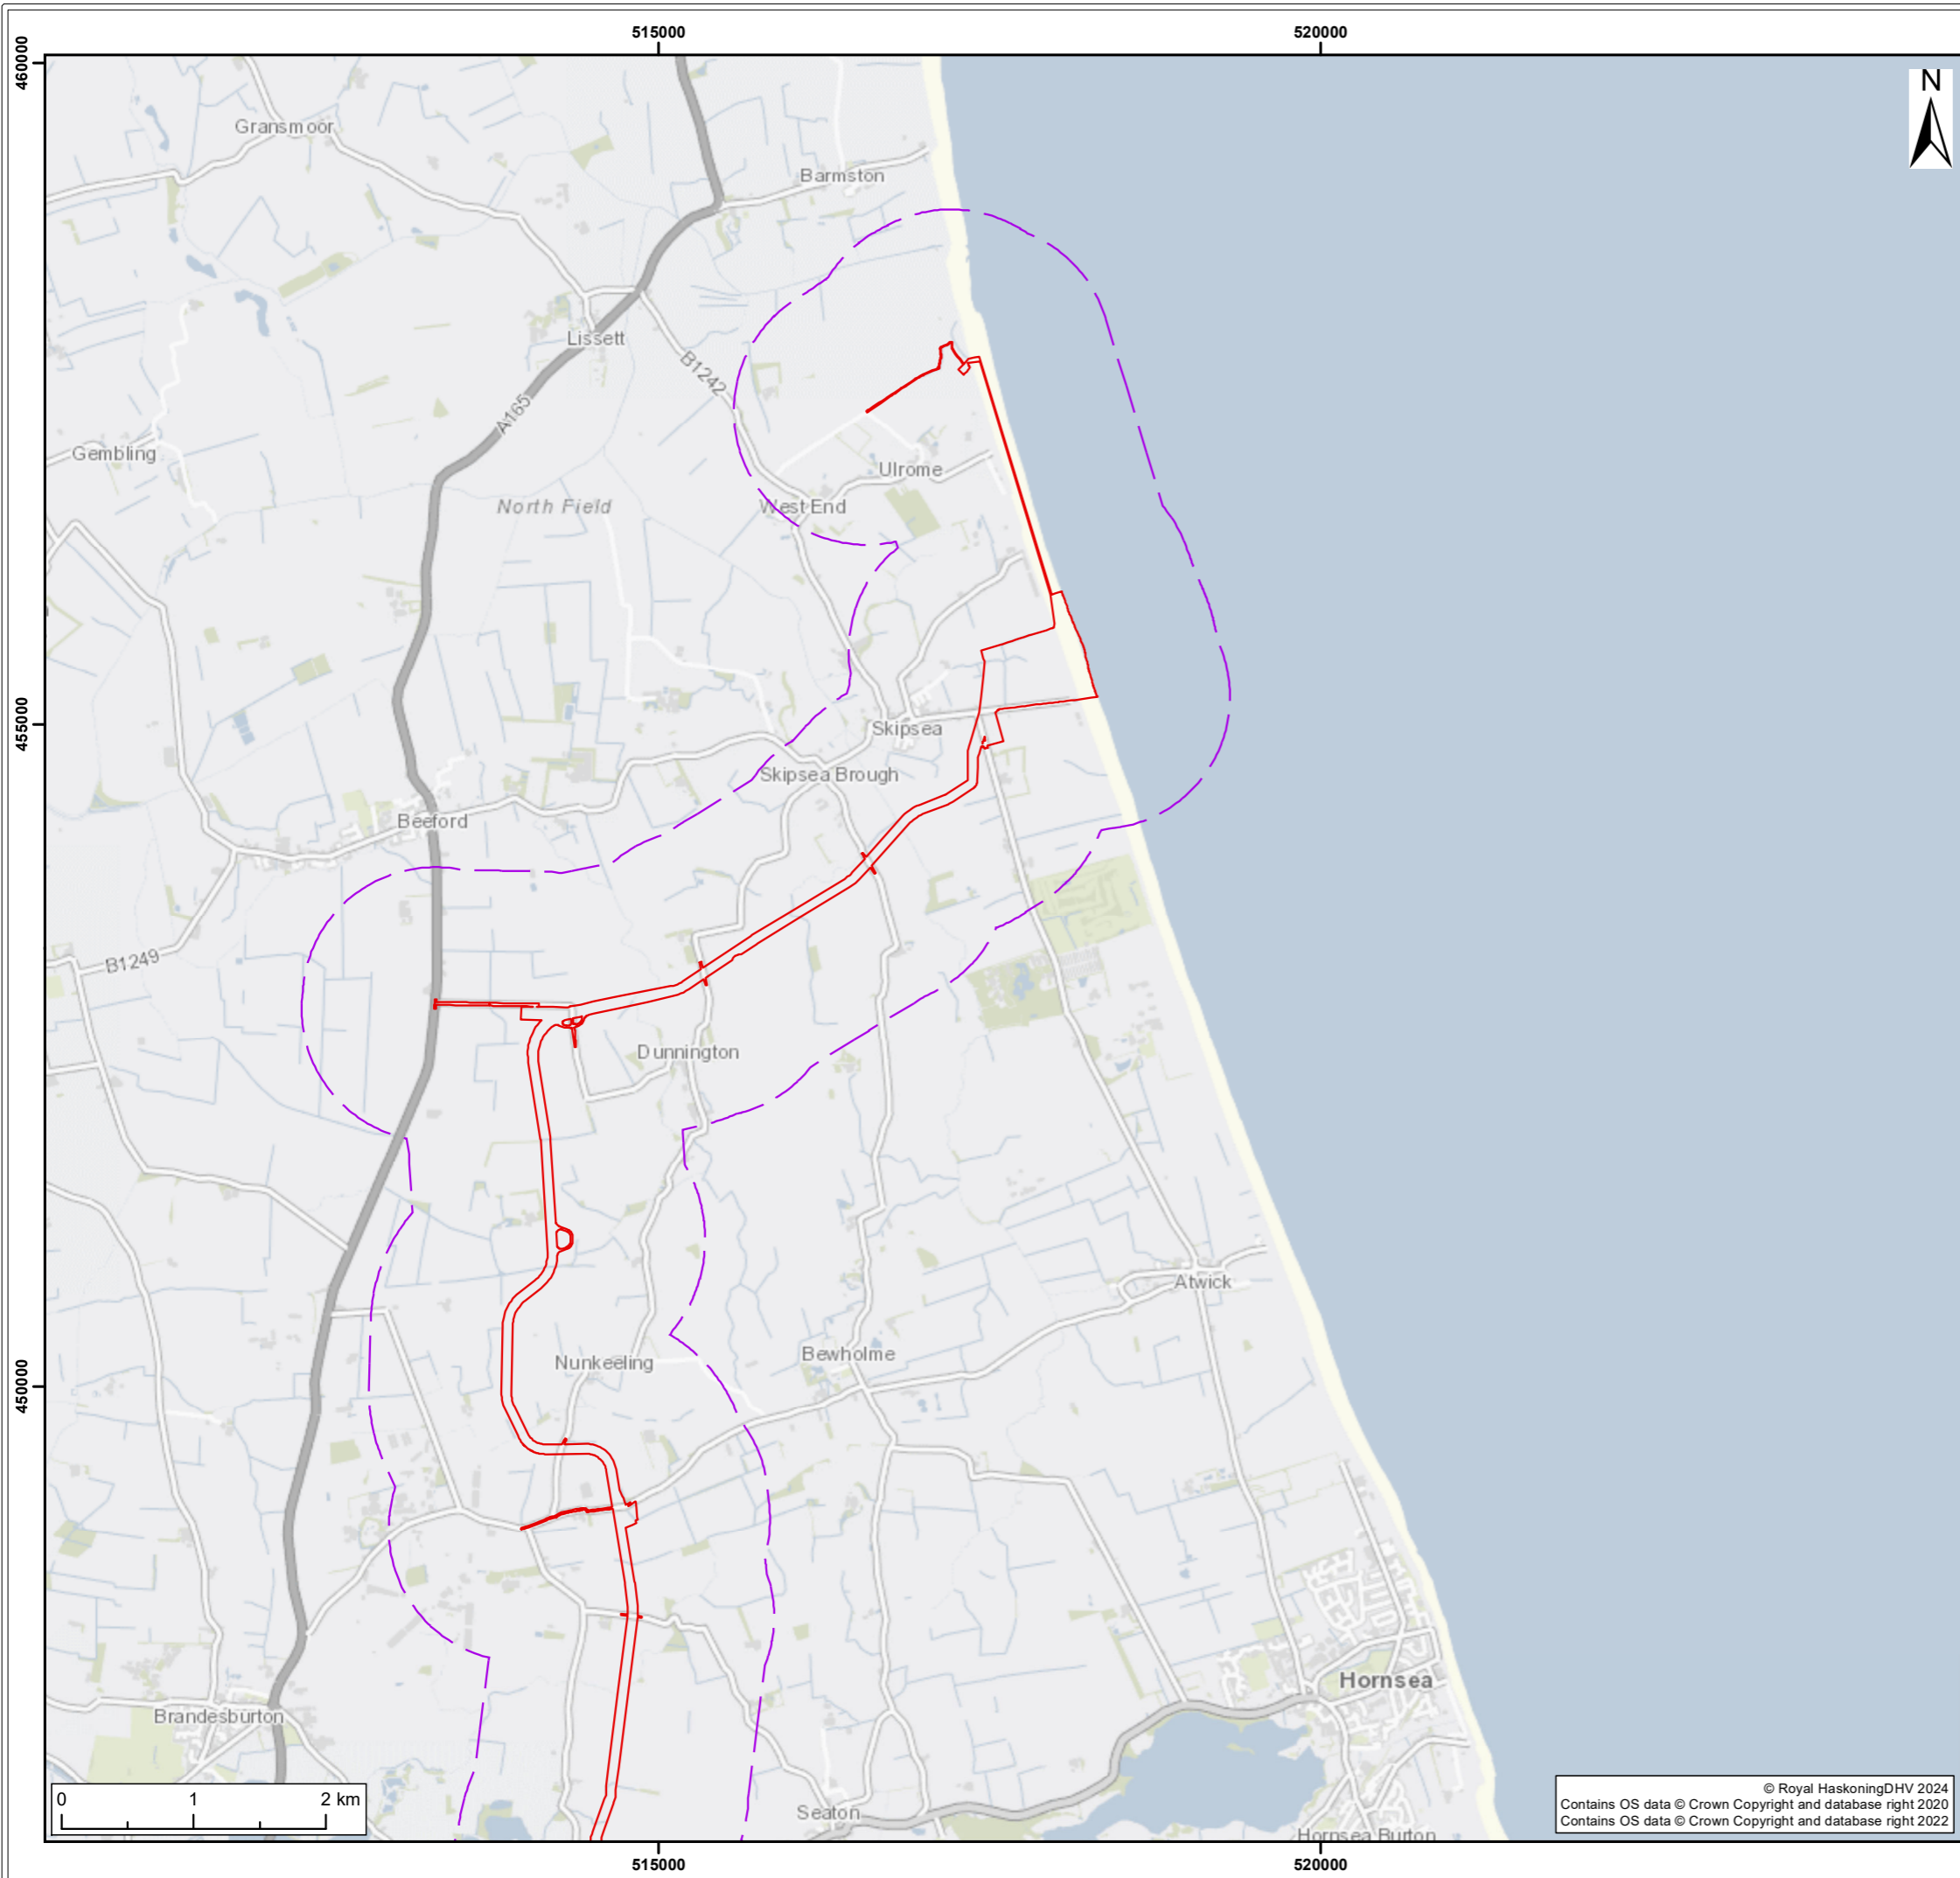 515000
520000
460000
N
Gransmoor
Barmston
Lissett
B1242
A165
Gembling
Ulrome
North Field
West End
455000
Skipsea
Skipsea Brough
Beeford
B1249
Dunnington
Atwick
Bewholme
Nunkeeling
450000
Hornsea
Brandesburton
0 1 2 km
Seaton
© Royal HaskoningDHV 2024
Contains OS data © Crown Copyright and database right 2020
Contains OS data © Crown Copyright and database right 2022
Hornsea Burton
515000
520000